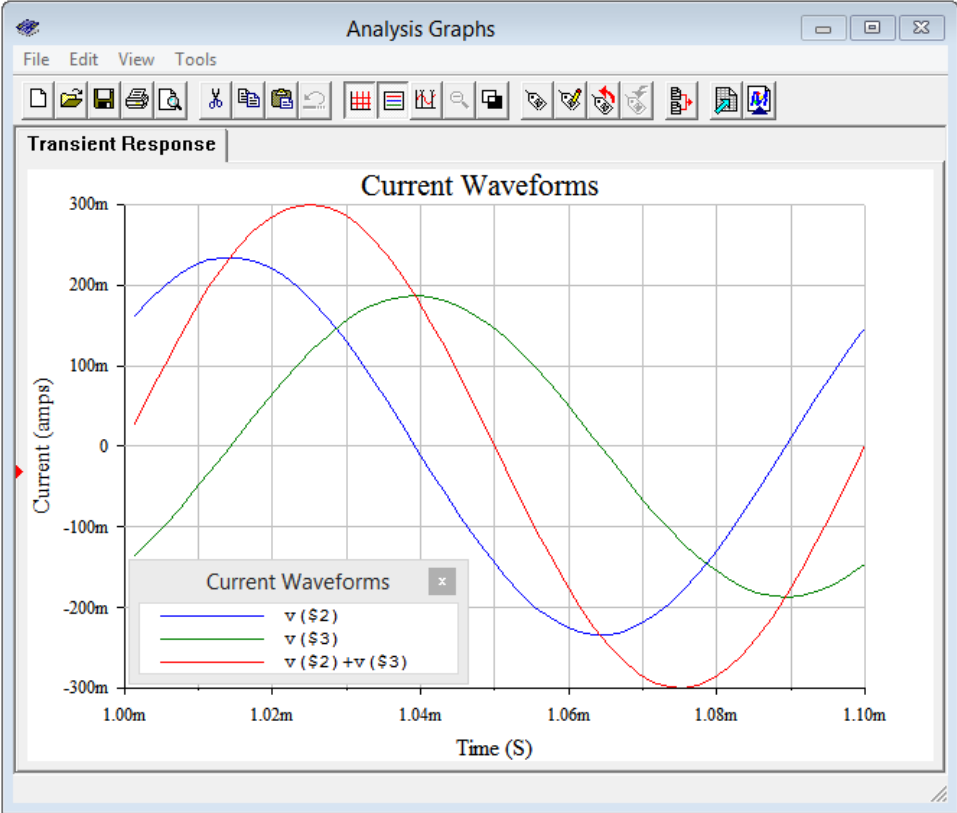 Analysis Graphs
File Edit View Tools
Transient Response
Current Waveforms
300m
200m
100m
0
-100m
-200m
-300m
Current (amps)
Current Waveforms
x
v($2)
v($3)
v($2)+v($3)
1.00m 1.02m 1.04m 1.06m 1.08m 1.10m
Time (S)